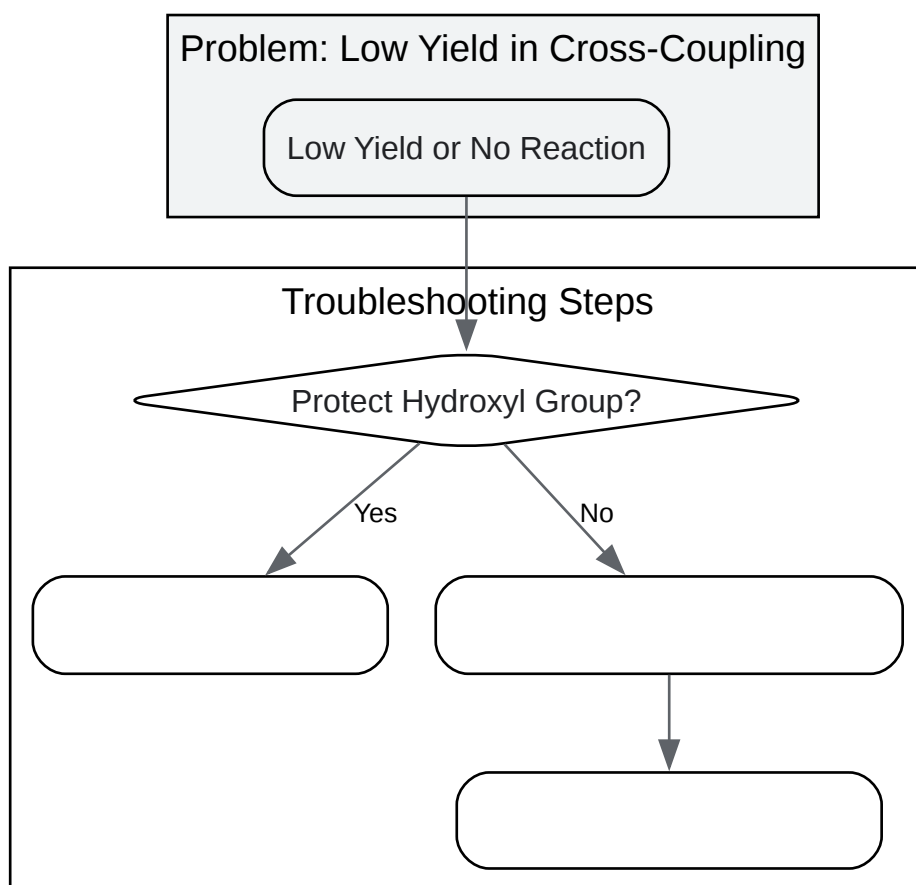 Problem: Low Yield in Cross-Coupling
Low Yield or No Reaction
Troubleshooting Steps
Protect Hydroxyl Group?
Yes
No